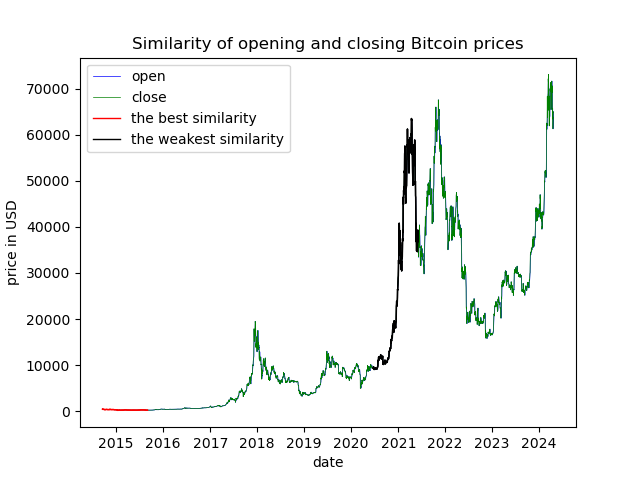 Similarity of opening and closing Bitcoin prices
open
close
the best similarity
the weakest similarity
price in USD
70000
60000
50000
40000
30000
20000
10000
0
2015 2016 2017 2018 2019 2020 2021 2022 2023 2024
date